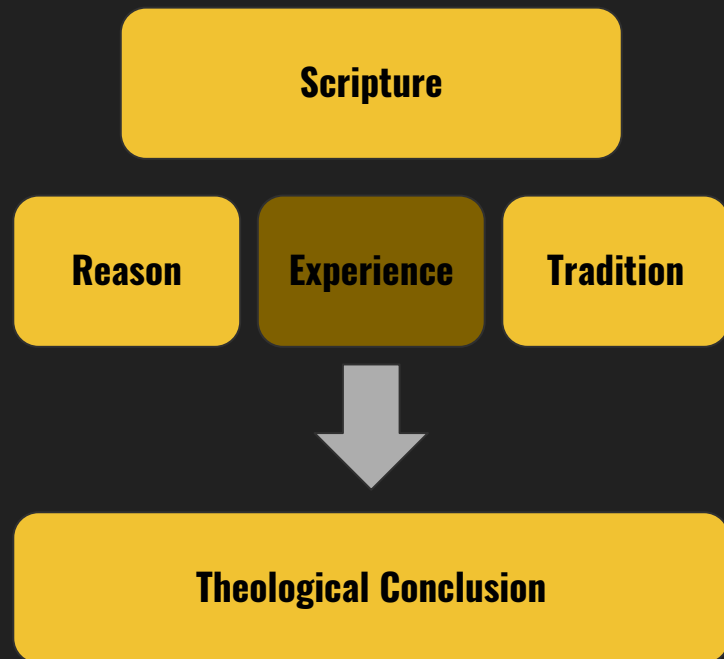 Scripture
Reason
Experience
Tradition
Theological Conclusion